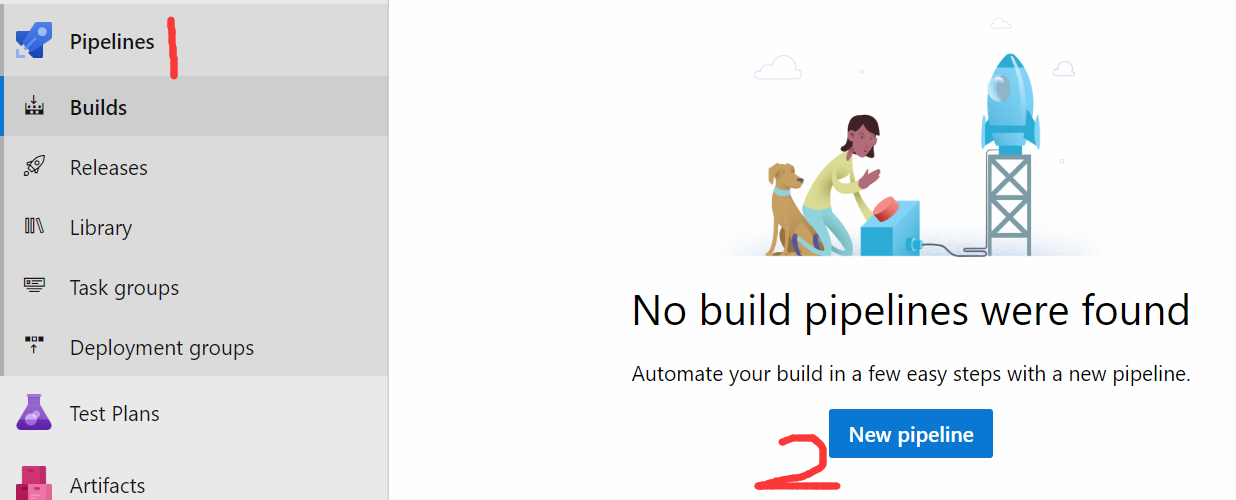 Pipelines 1
Builds
Releases
Library
Task groups
Deployment groups
Test Plans
Artifacts
No build pipelines were found
Automate your build in a few easy steps with a new pipeline.
New pipeline
2